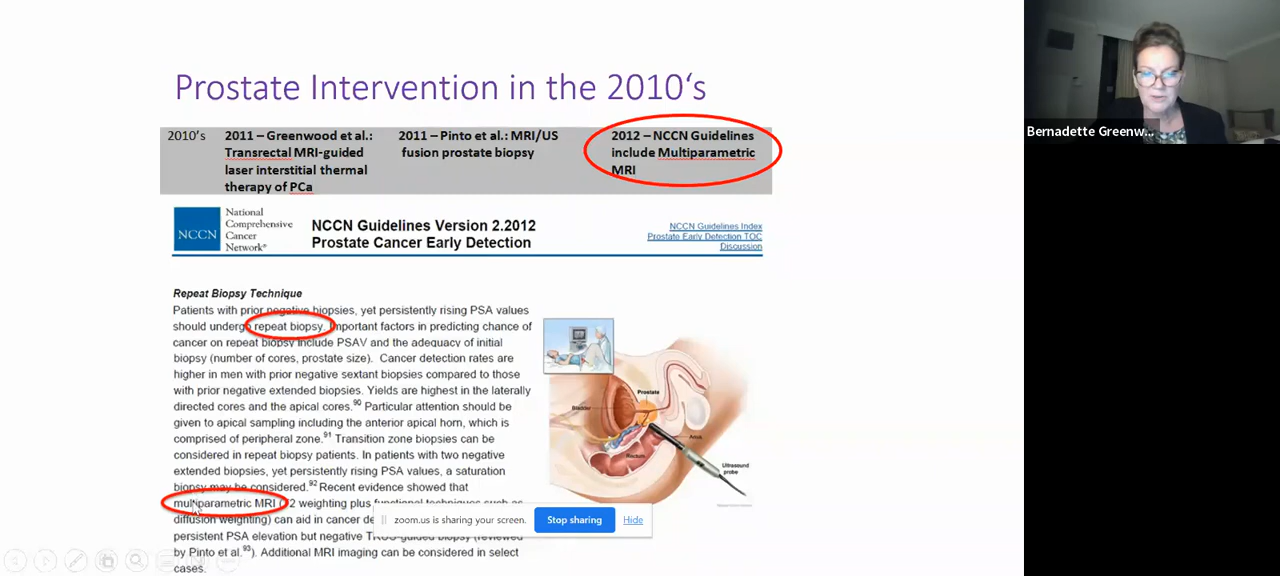 Prostate Intervention in the 2010‘s
2010’s
2011 – Greenwood et al.:
Transrectal MRI-guided
laser interstitial thermal
therapy of PCa
2011 – Pinto et al.: MRI/US
fusion prostate biopsy
2012 – NCCN Guidelines
include Multiparametric
MRI
NCCN
National
Comprehensive
Cancer
Network®
NCCN Guidelines Version 2.2012
Prostate Cancer Early Detection
NCCN Guidelines Index
Prostate Early Detection TOC
Discussion
Repeat Biopsy Technique
Patients with prior negative biopsies, yet persistently rising PSA values
should undergo repeat biopsy. Important factors in predicting chance of
cancer on repeat biopsy include PSAV and the adequacy of initial
biopsy (number of cores, prostate size). Cancer detection rates are
higher in men with prior negative sextant biopsies compared to those
with prior negative extended biopsies. Yields are highest in the laterally
directed cores and the apical cores.90 Particular attention should be
given to apical sampling including the anterior apical horn, which is
comprised of peripheral zone.91 Transition zone biopsies can be
considered in repeat biopsy patients. In patients with two negative
extended biopsies, yet persistently rising PSA values, a saturation
biopsy may be considered.92 Recent evidence showed that
multiparametric MRI (T2 weighting plus functional techniques such as
diffusion weighting) can aid in cancer
persistent PSA elevation but negative TRUS-guided biopsy (reviewed
by Pinto et al.93). Additional MRI imaging can be considered in select
cases.
Prostate
Bladder
Anus
Rectum
Ultrasound
probe
zoom.us is sharing your screen.
Stop sharing
Hide
Bernadette Greenw...